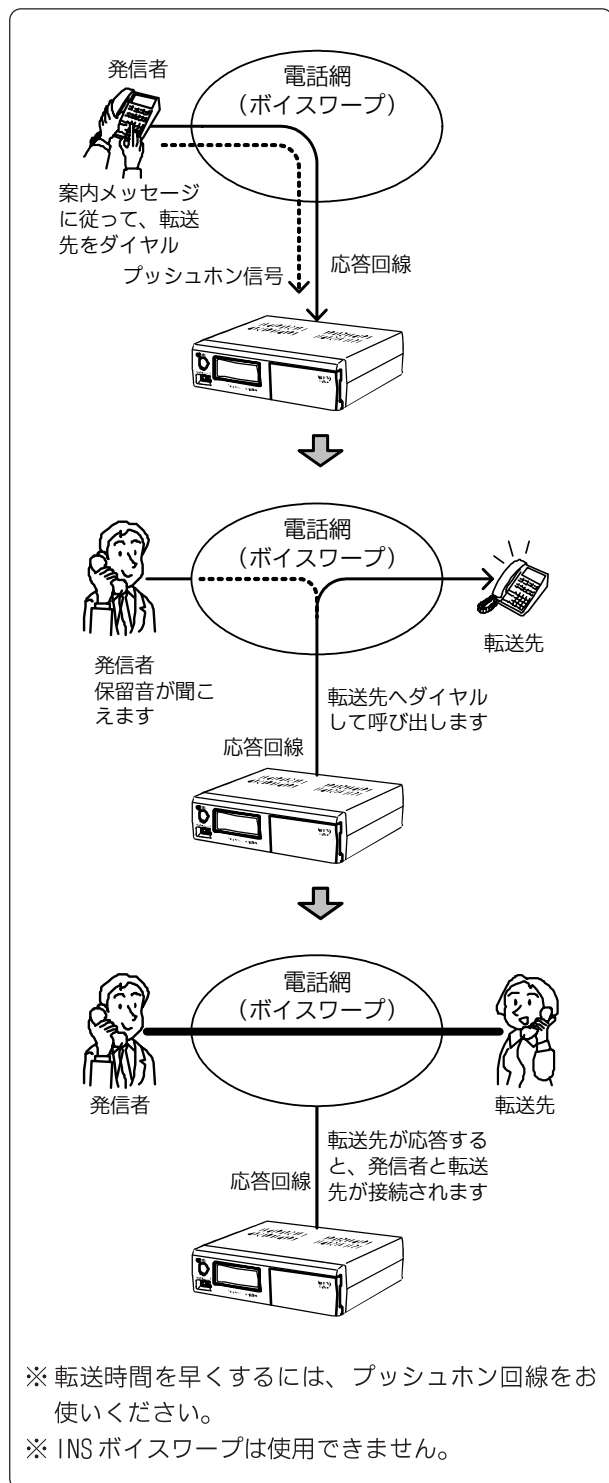 発信者
電話網
（ボイスワープ）
案内メッセージ
に従って、転送
先をダイヤル
プッシュホン信号
応答回線
電話網
（ボイスワープ）
転送先
発信者
保留音が聞こ
えます
転送先へダイヤル
して呼び出します
応答回線
電話網
（ボイスワープ）
発信者
転送先
転送先が応答する
と、発信者と転送
先が接続されます
応答回線
※ 転送時間を早くするには、プッシュホン回線をお
使いください。
※ INSボイスワープは使用できません。